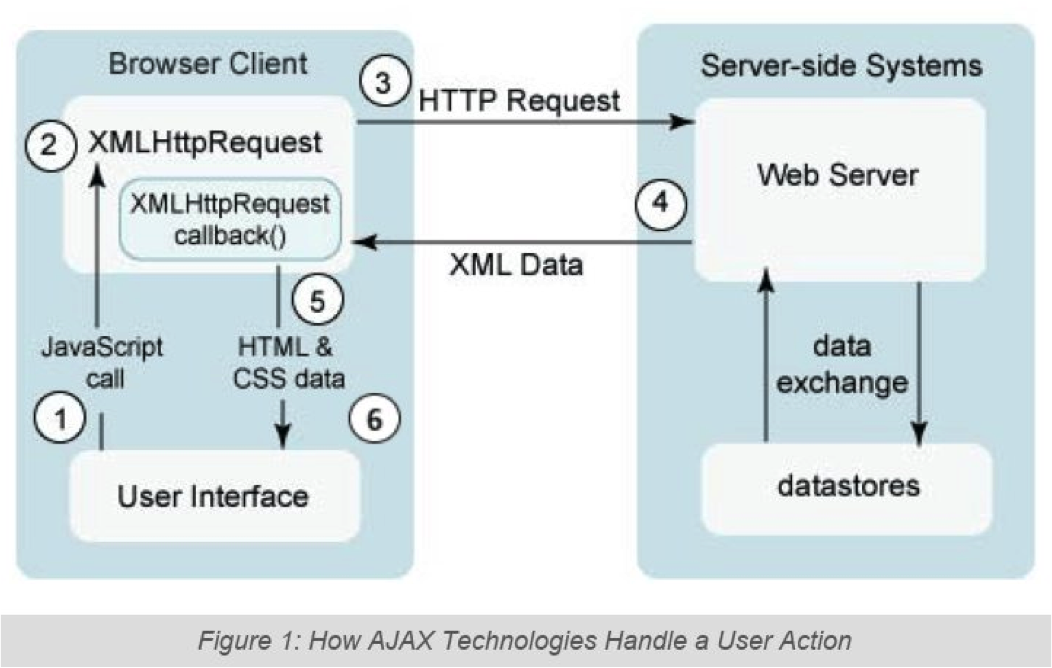 Browser Client
3
HTTP Request
2
XMLHttpRequest
XMLHttpRequest
callback()
4
XML Data
5
JavaScript
call
HTML &
CSS data
1
6
User Interface
Server-side Systems
Web Server
data
exchange
datastores
Figure 1: How AJAX Technologies Handle a User Action